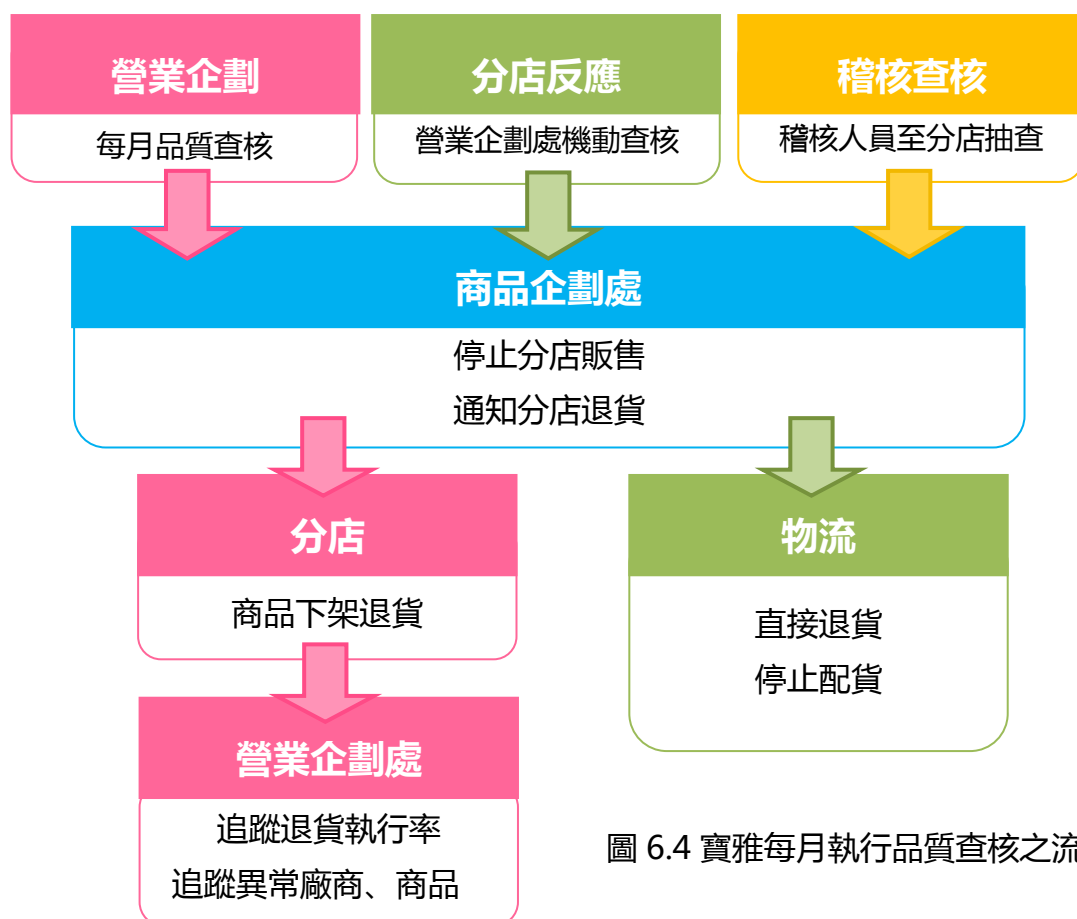 營業企劃
每月品質查核
分店反應
營業企劃處機動查核
稽核查核
稽核人員至分店抽查
商品企劃處
停止分店販售
通知分店退貨
分店
商品下架退貨
物流
直接退貨
停止配貨
營業企劃處
追蹤退貨執行率
追蹤異常廠商、商品
圖 6.4 寶雅每月執行品質查核之流